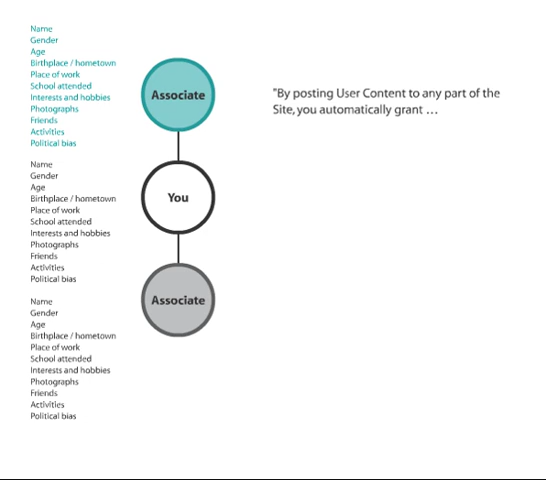 Name
Gender
Age
Birthplace / hometown
Place of work
School attended
Interests and hobbies
Photographs
Friends
Activities
Political bias
Associate
"By posting User Content to any part of the
Site, you automatically grant ...
Name
Gender
Age
Birthplace / hometown
Place of work
School attended
Interests and hobbies
Photographs
Friends
Activities
Political bias
You
Name
Gender
Age
Birthplace / hometown
Place of work
School attended
Interests and hobbies
Photographs
Friends
Activities
Political bias
Associate